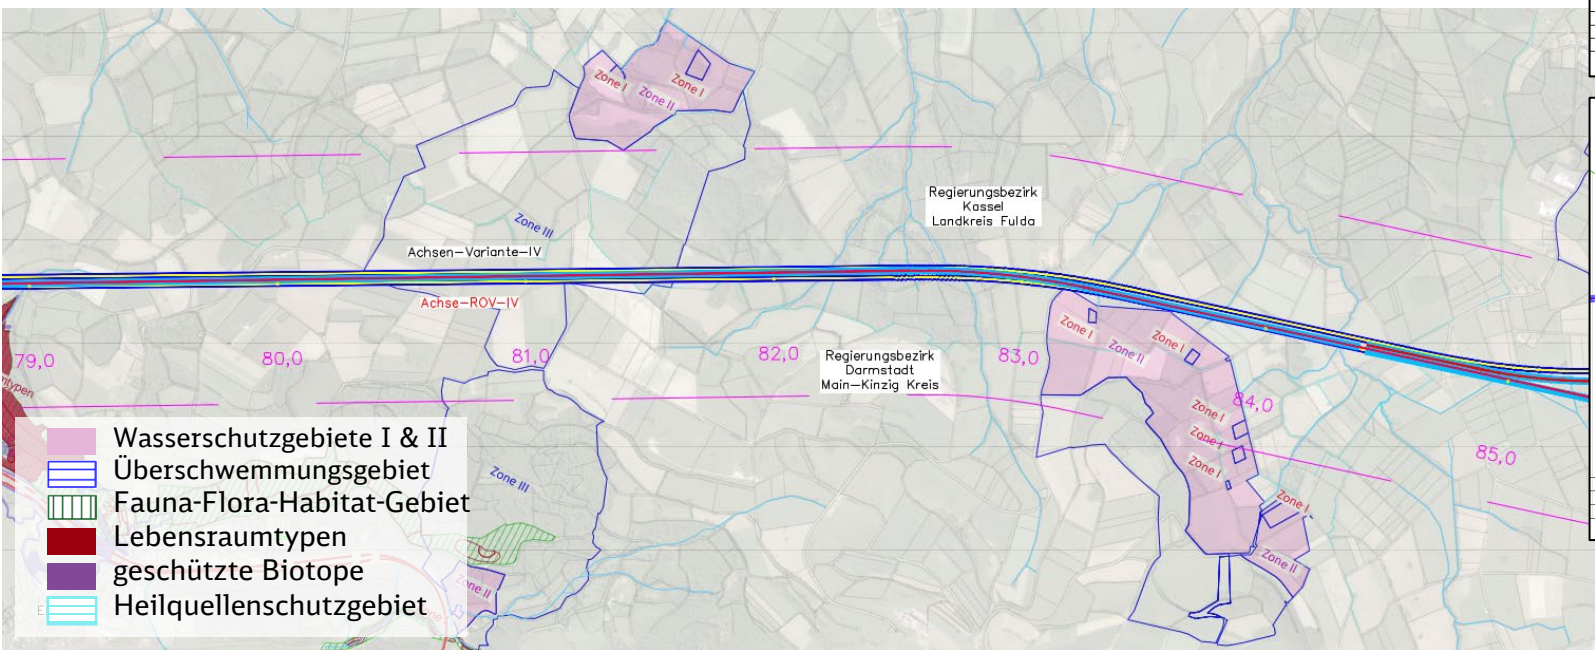 Zone I
Zone II
Zone I
Zone III
Regierungsbezirk
Kassel
Landkreis Fulda
Achsen-Variante-IV
Achse-ROV-IV
79,0
80,0
81,0
82,0
83,0
84,0
85,0
Regierungsbezirk
Darmstadt
Main-Kinzig Kreis
Zone I
Zone II
Zone I
Zone I
Zone I
Zone I
Zone I
Zone II
Zone III
Zone II
Wasserschutzgebiete I & II
Überschwemmungsgebiet
Fauna-Flora-Habitat-Gebiet
Lebensraumtypen
geschützte Biotope
Heilquellenschutzgebiet